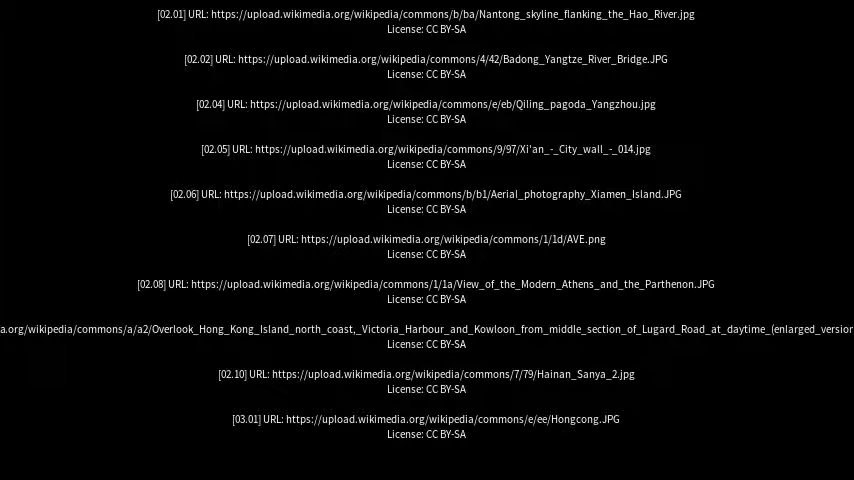 [02.01] URL: https://upload.wikimedia.org/wikipedia/commons/b/ba/Nantong_skyline_flanking_the_Hao_River.jpg
License: CC BY-SA
[02.02] URL: https://upload.wikimedia.org/wikipedia/commons/4/42/Badong_Yangtze_River_Bridge.JPG
License: CC BY-SA
[02.04] URL: https://upload.wikimedia.org/wikipedia/commons/e/eb/Qiling_pagoda_Yangzhou.jpg
License: CC BY-SA
[02.05] URL: https://upload.wikimedia.org/wikipedia/commons/9/97/Xi'an_-_City_wall_-_014.jpg
License: CC BY-SA
[02.06] URL: https://upload.wikimedia.org/wikipedia/commons/b/b1/Aerial_photography_Xiamen_Island.JPG
License: CC BY-SA
[02.07] URL: https://upload.wikimedia.org/wikipedia/commons/1/1d/AVE.png
License: CC BY-SA
[02.08] URL: https://upload.wikimedia.org/wikipedia/commons/1/1a/View_of_the_Modern_Athens_and_the_Parthenon.JPG
License: CC BY-SA
a.org/wikipedia/commons/a/a2/Overlook_Hong_Kong_Island_north_coast,_Victoria_Harbour_and_Kowloon_from_middle_section_of_Lugard_Road_at_daytime_(enlarged_version
License: CC BY-SA
[02.10] URL: https://upload.wikimedia.org/wikipedia/commons/7/79/Hainan_Sanya_2.jpg
License: CC BY-SA
[03.01] URL: https://upload.wikimedia.org/wikipedia/commons/e/ee/Hongcong.JPG
License: CC BY-SA